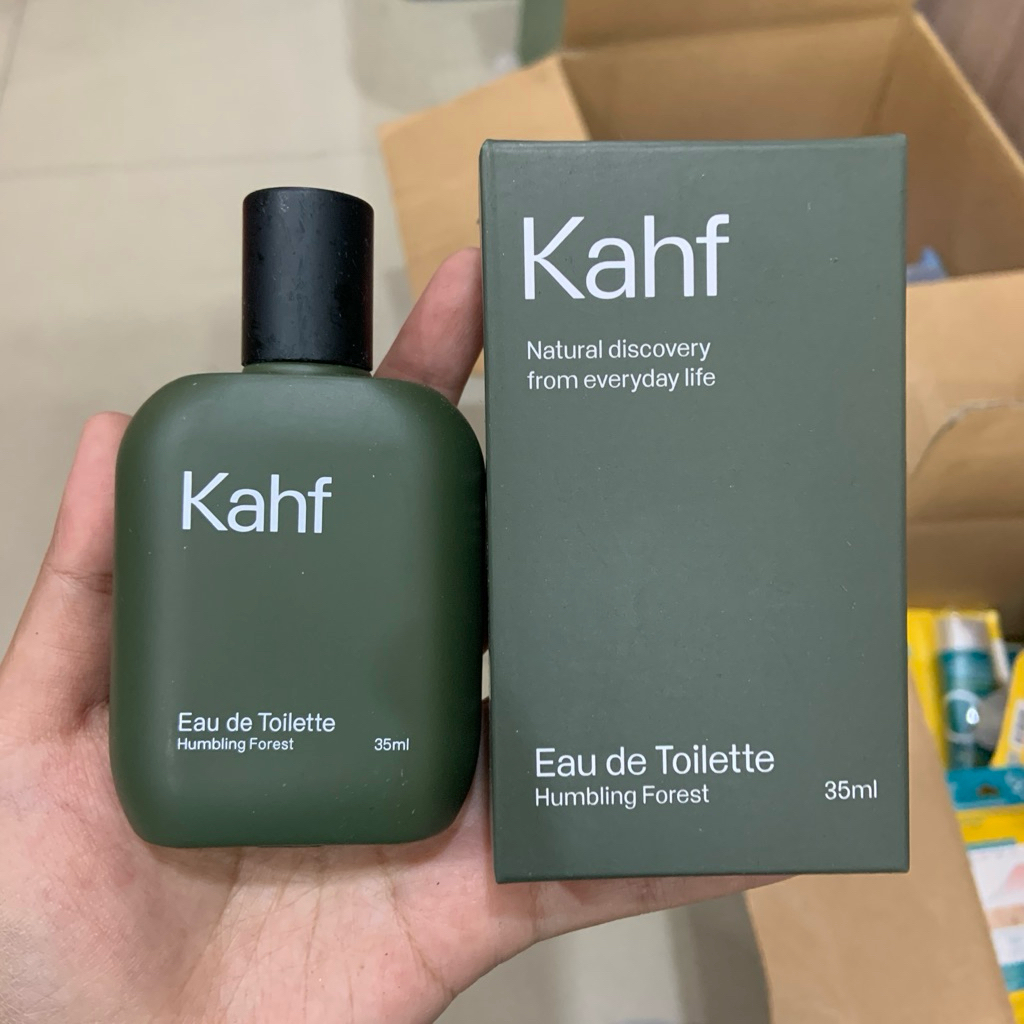 Kahf
Eau de Toilette
Humbling Forest
35ml
Kahf
Natural discovery
from everyday life
Eau de Toilette
Humbling Forest
35ml